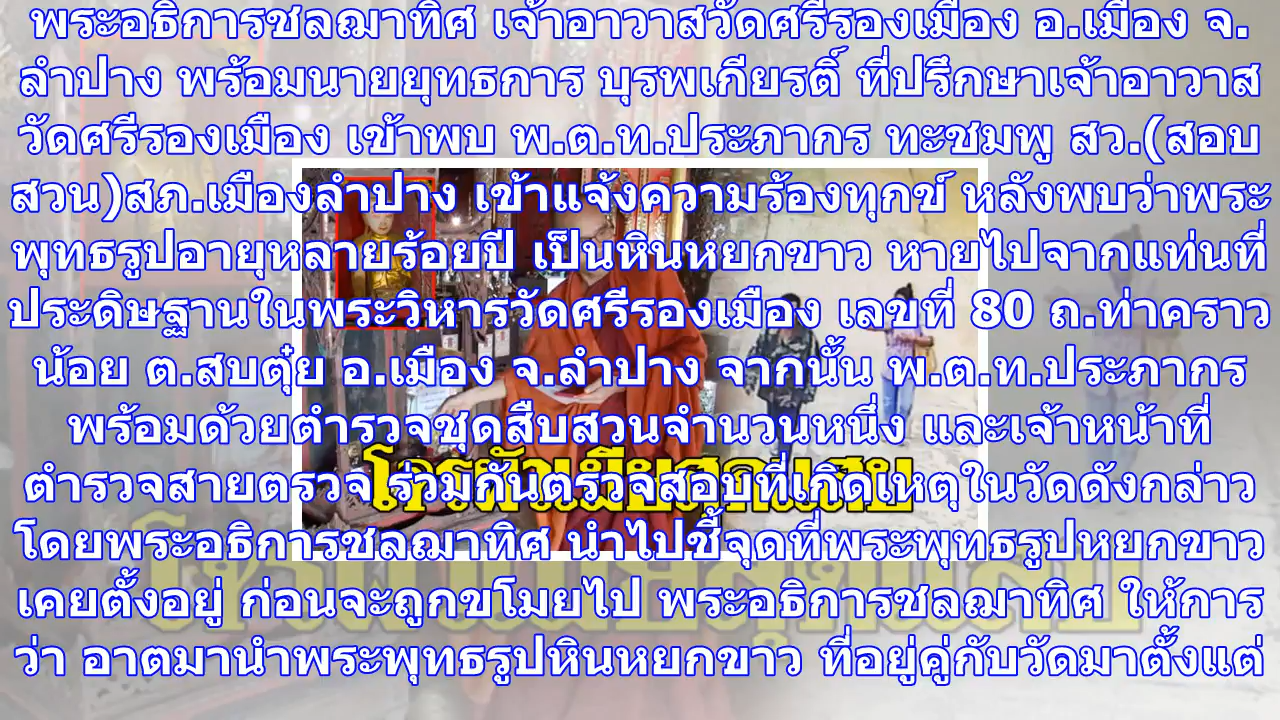 พระอธิการชลฌาทิศ เจ้าอาวาสวัดศรีรองเมือง อ.เมือง จ.
ลำปาง พร้อมนายยุทธการ บุรพเกียรติ์ ที่ปรึกษาเจ้าอาวาส
วัดศรีรองเมือง เข้าพบ พ.ต.ท.ประภากร ทะชมพู สว.(สอบ
สวน)สภ.เมืองลำปาง เข้าแจ้งความร้องทุกข์ หลังพบว่าพระ
พุทธรูปอายุหลายร้อยปี เป็นหินหยกขาว หายไปจากแท่นที่
ประดิษฐานในพระวิหารวัดศรีรองเมือง เลขที่ 80 ถ.ท่าคราว
น้อย ต.สบตุ๋ย อ.เมือง จ.ลำปาง จากนั้น พ.ต.ท.ประภากร
พร้อมด้วยตำรวจชุดสืบสวนจำนวนหนึ่ง และเจ้าหน้าที่
ตำรวจสายตรวจ ร่วมกันตรวจสอบที่เกิดเหตุในวัดดังกล่าว
โดยพระอธิการชลฌาทิศ นำไปชี้จุดที่พระพุทธรูปหยกขาว
เคยตั้งอยู่ ก่อนจะถูกขโมยไป พระอธิการชลฌาทิศ ให้การ
ว่า อาตมานำพระพุทธรูปหินหยกขาว ที่อยู่คู่กับวัดมาตั้งแต่